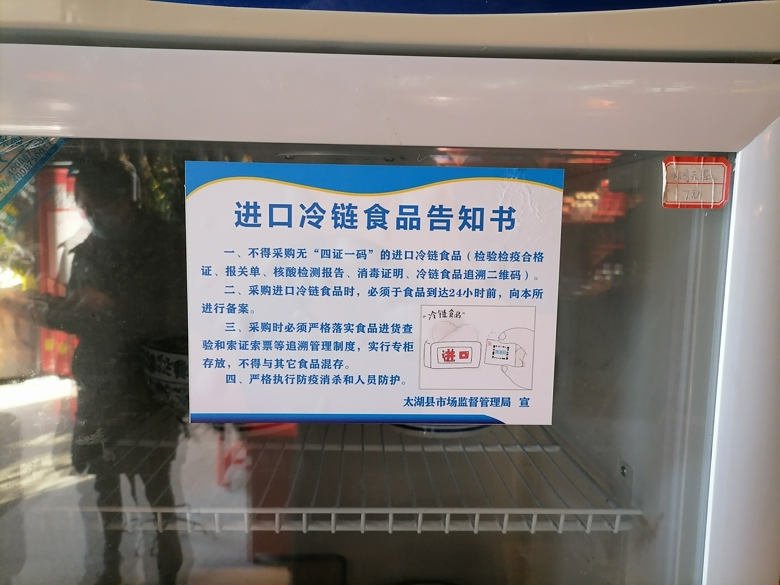 进口冷链食品告知书
一、不得采购无“四证一码”的进口冷链食品（检验检疫合格
证、报关单、核酸检测报告、消毒证明、冷链食品追溯二维码）。
二、采购进口冷链食品时，必须于食品到达24小时前，向本所
进行备案。
三、采购时必须严格落实食品进货查
验和索证索票等追溯管理制度，实行专柜
存放，不得与其它食品混存。
四、严格执行防疫消杀和人员防护。
冷链食品
进口
太湖县市场监督管理局 宣